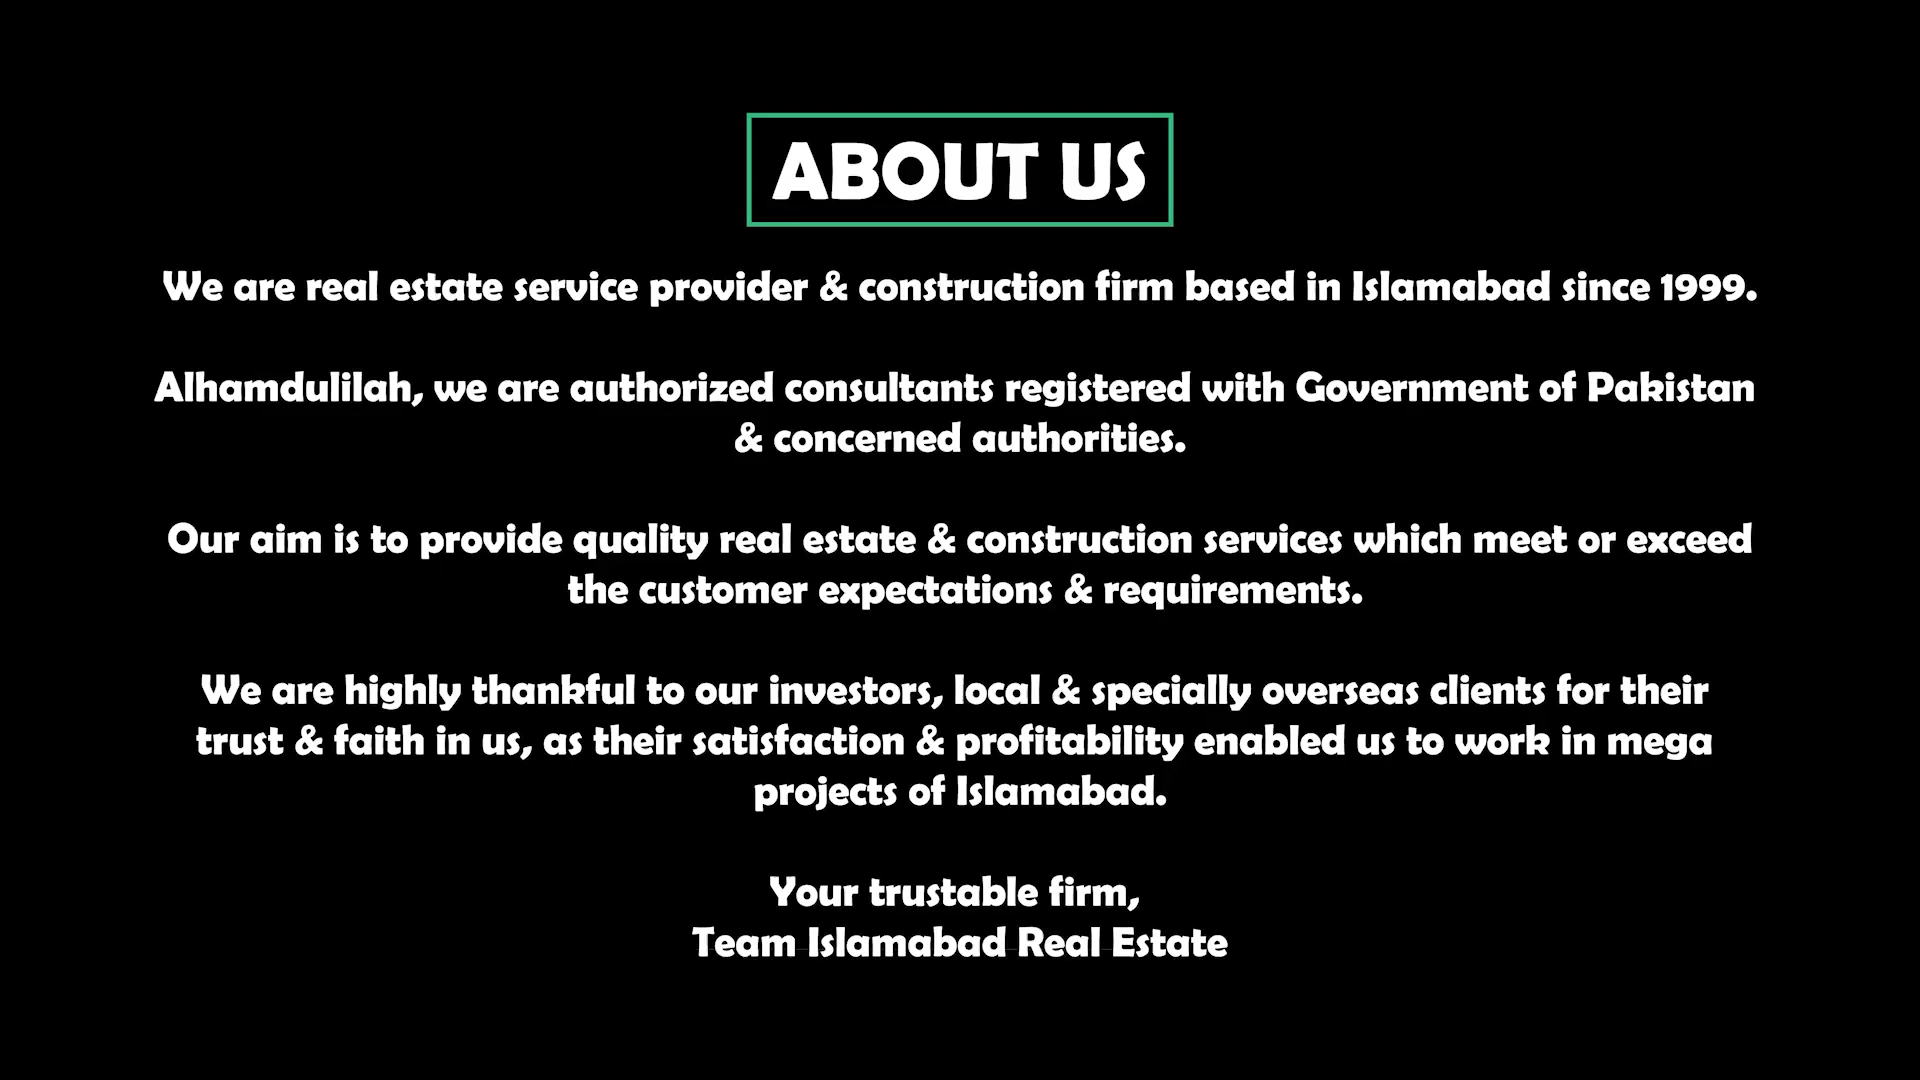 ABOUT US
We are real estate service provider & construction firm based in Islamabad since 1999.
Alhamdulilah, we are authorized consultants registered with Government of Pakistan
& concerned authorities.
Our aim is to provide quality real estate & construction services which meet or exceed
the customer expectations & requirements.
We are highly thankful to our investors, local & specially overseas clients for their
trust & faith in us, as their satisfaction & profitability enabled us to work in mega
projects of Islamabad.
Your trustable firm,
Team Islamabad Real Estate